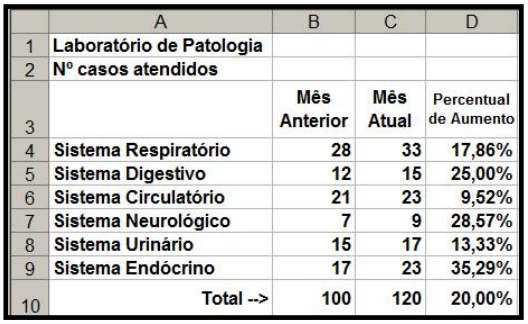 A B C D
1 Laboratório de Patologia
2 Nº casos atendidos
3 Mês Anterior Mês Atual Percentual de Aumento
4 Sistema Respiratório 28 33 17,86%
5 Sistema Digestivo 12 15 25,00%
6 Sistema Circulatório 21 23 9,52%
7 Sistema Neurológico 7 9 28,57%
8 Sistema Urinário 15 17 13,33%
9 Sistema Endócrino 17 23 35,29%
10 Total --> 100 120 20,00%